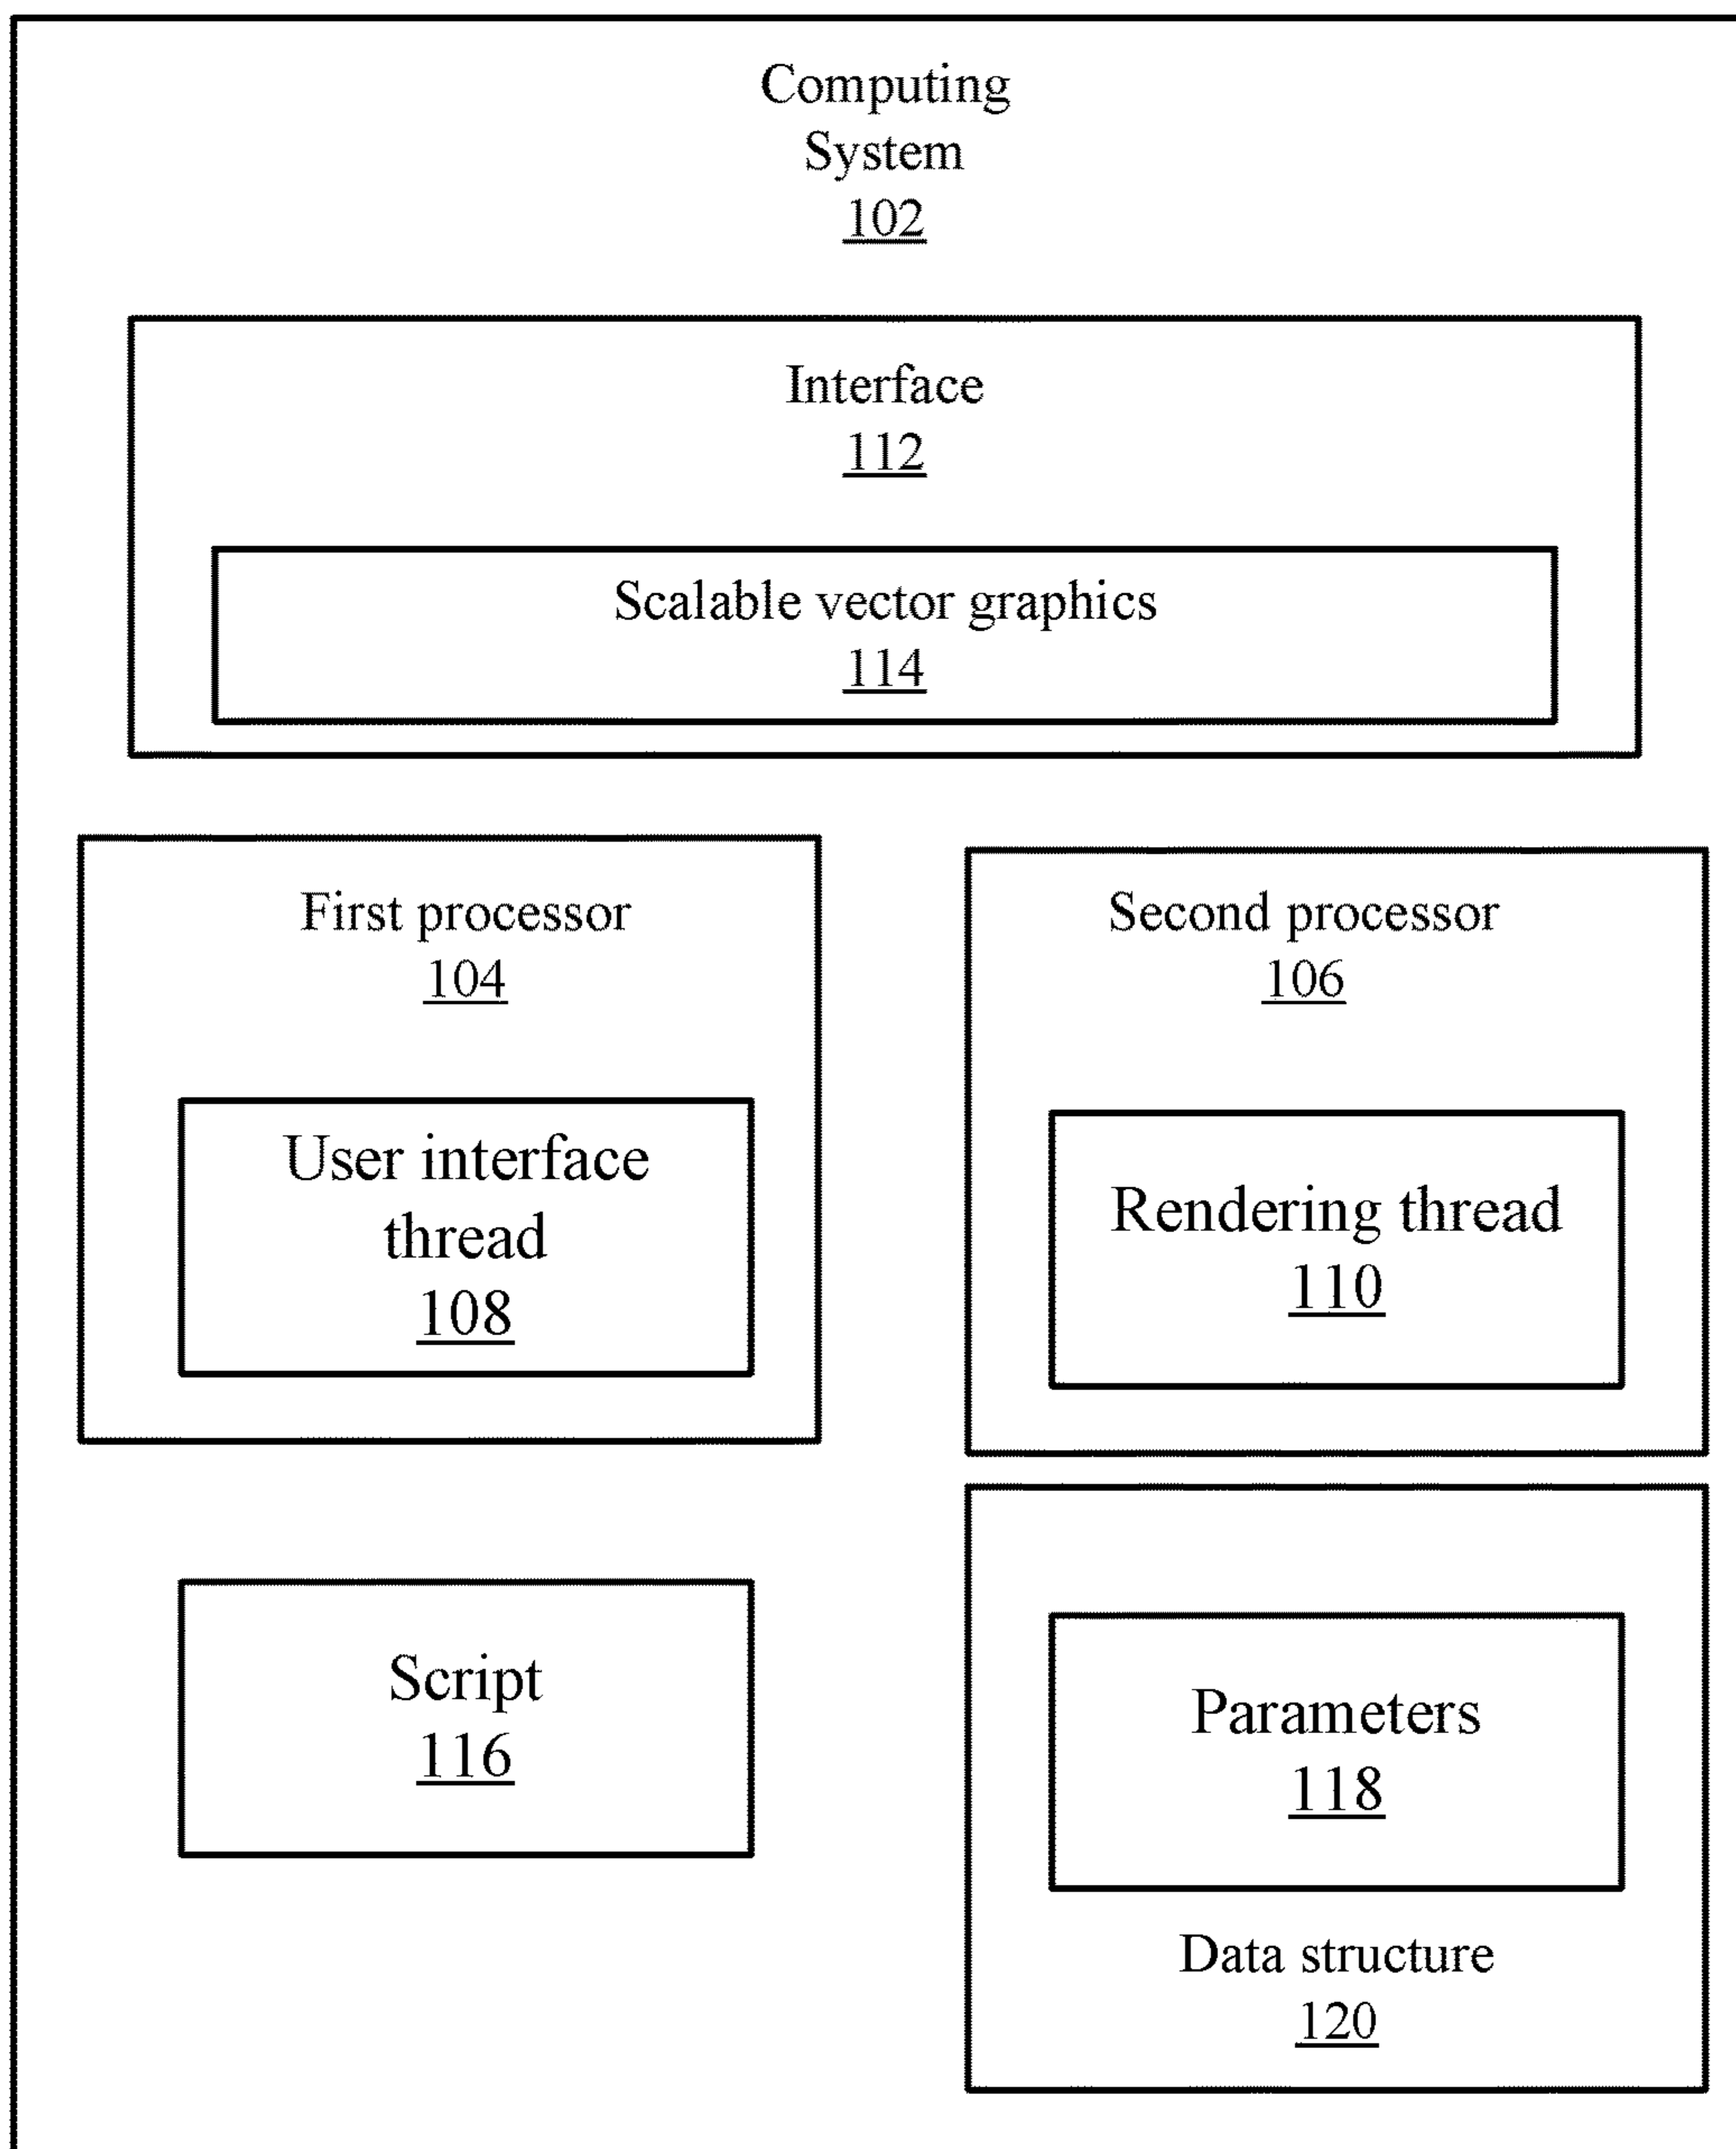 Computing
System
102
Interface
112
Scalable vector graphics
114
First processor
104
User interface
thread
108
Second processor
106
Rendering thread
110
Script
116
Parameters
118
Data structure
120